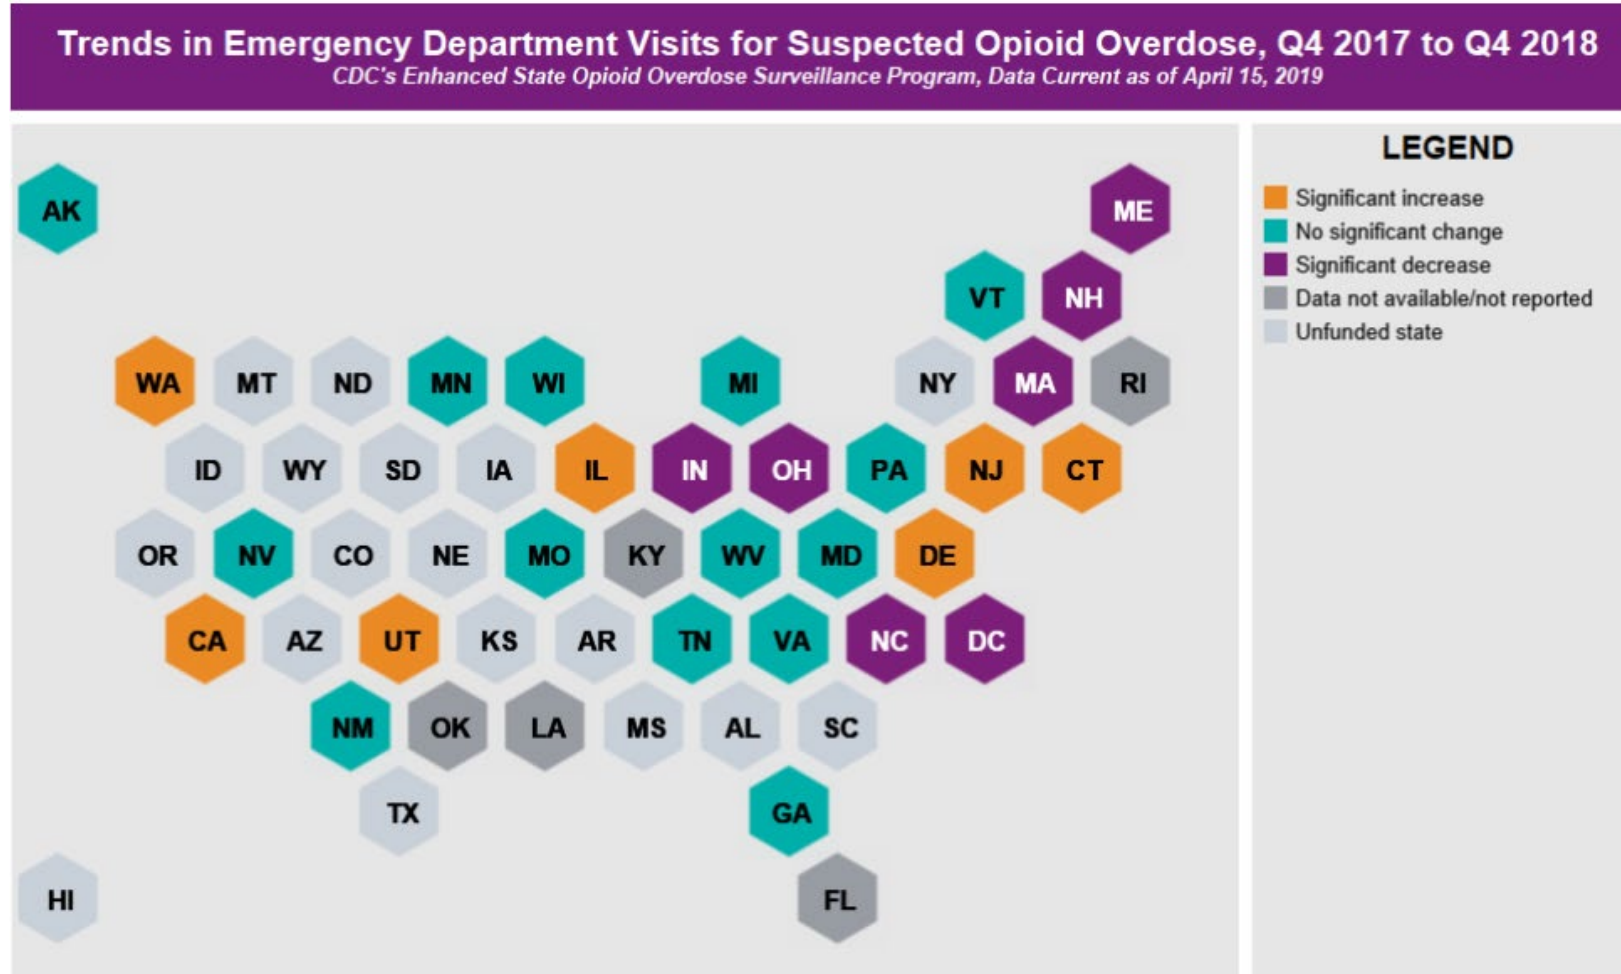 Trends in Emergency Department Visits for Suspected Opioid Overdose, Q4 2017 to Q4 2018
CDC's Enhanced State Opioid Overdose Surveillance Program, Data Current as of April 15, 2019
AK
ME
VT NH
WA MT ND MN WI MI NY MA RI
ID WY SD IA IL IN OH PA NJ CT
OR NV CO NE MO KY WV MD DE
CA AZ UT KS AR TN VA NC DC
NM OK LA MS AL SC
TX GA
HI FL
LEGEND
Significant increase
No significant change
Significant decrease
Data not available/not reported
Unfunded state